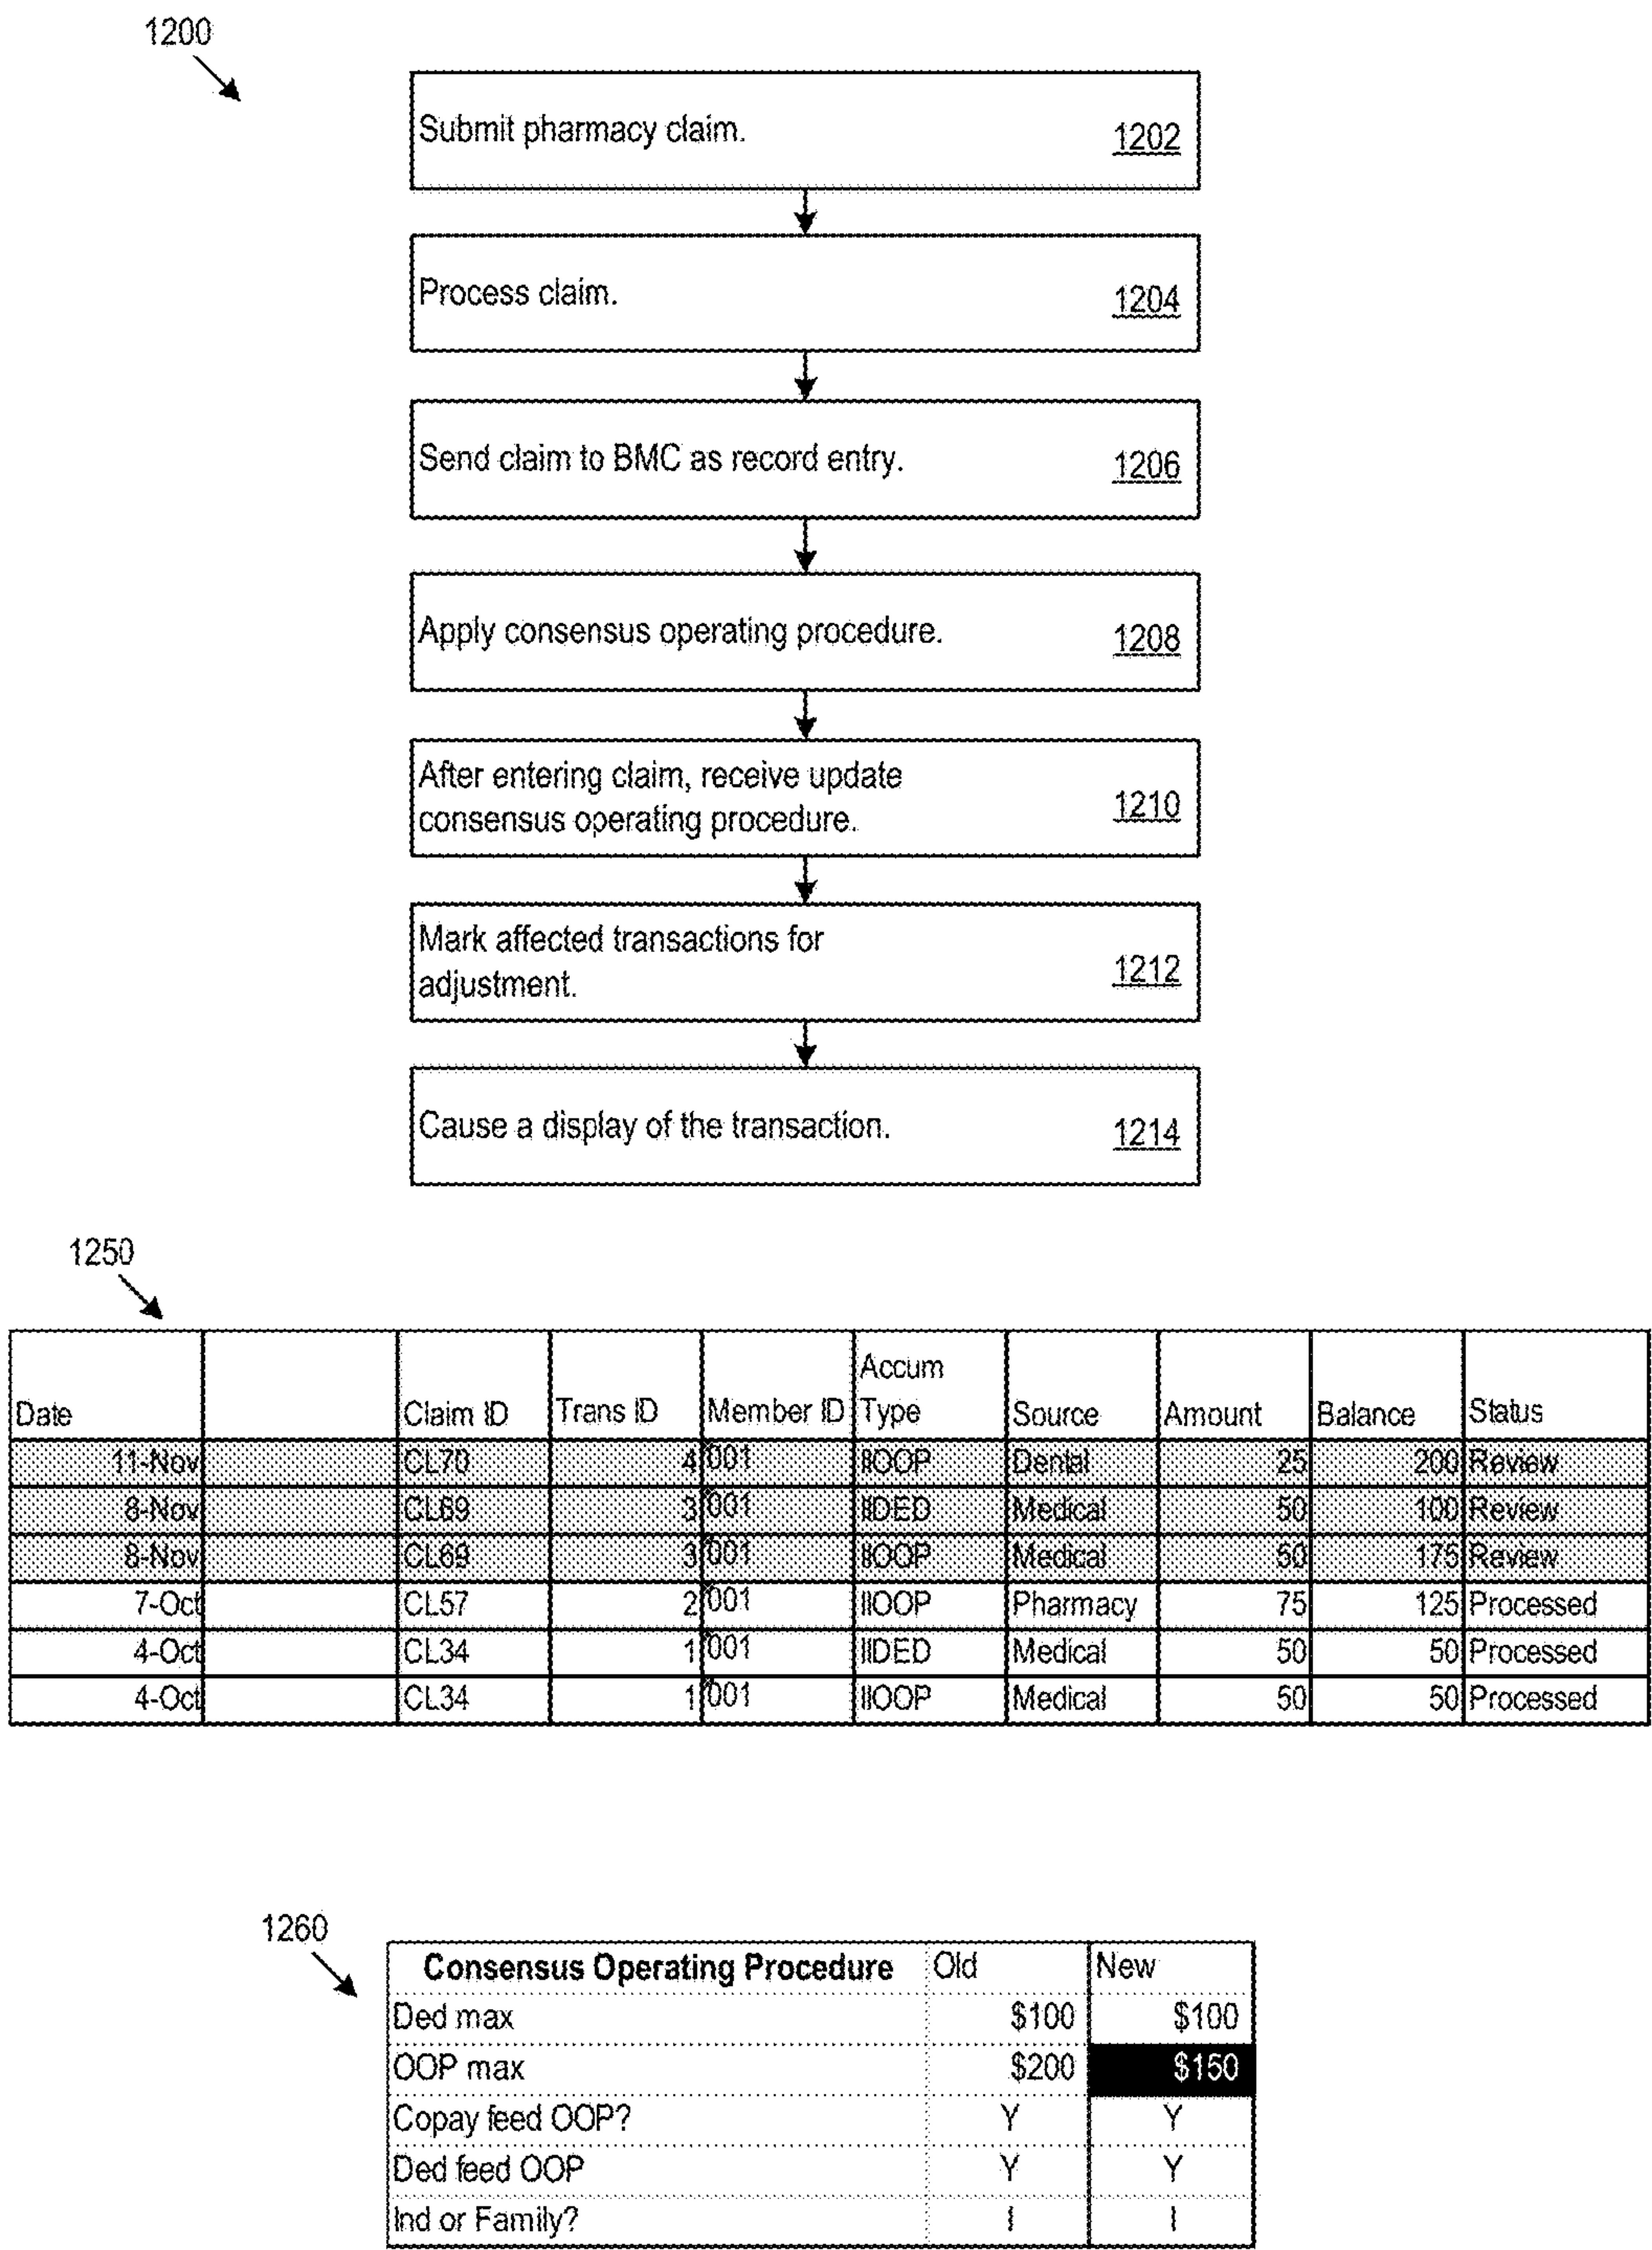 1200
Submit pharmacy claim. 1202
Process claim. 1204
Send claim to BMC as record entry. 1206
Apply consensus operating procedure. 1208
After entering claim, receive update
consensus operating procedure. 1210
Mark affected transactions for
adjustment. 1212
Cause a display of the transaction. 1214
1250
Date Claim ID Trans ID Member ID Accum Type Source Amount Balance Status
11-Nov CL70 4 001 IIOOP Dental 25 200 Review
8-Nov CL69 3 001 IIDED Medical 50 100 Review
8-Nov CL69 3 001 IIOOP Medical 50 175 Review
7-Oct CL57 2 001 IIOOP Pharmacy 75 125 Processed
4-Oct CL34 1 001 IIDED Medical 50 50 Processed
4-Oct CL34 1 001 IIOOP Medical 50 50 Processed
1260
Consensus Operating Procedure Old New
Ded max $100 $100
OOP max $200 $150
Copay feed OOP? Y Y
Ded feed OOP Y Y
Ind or Family? I I